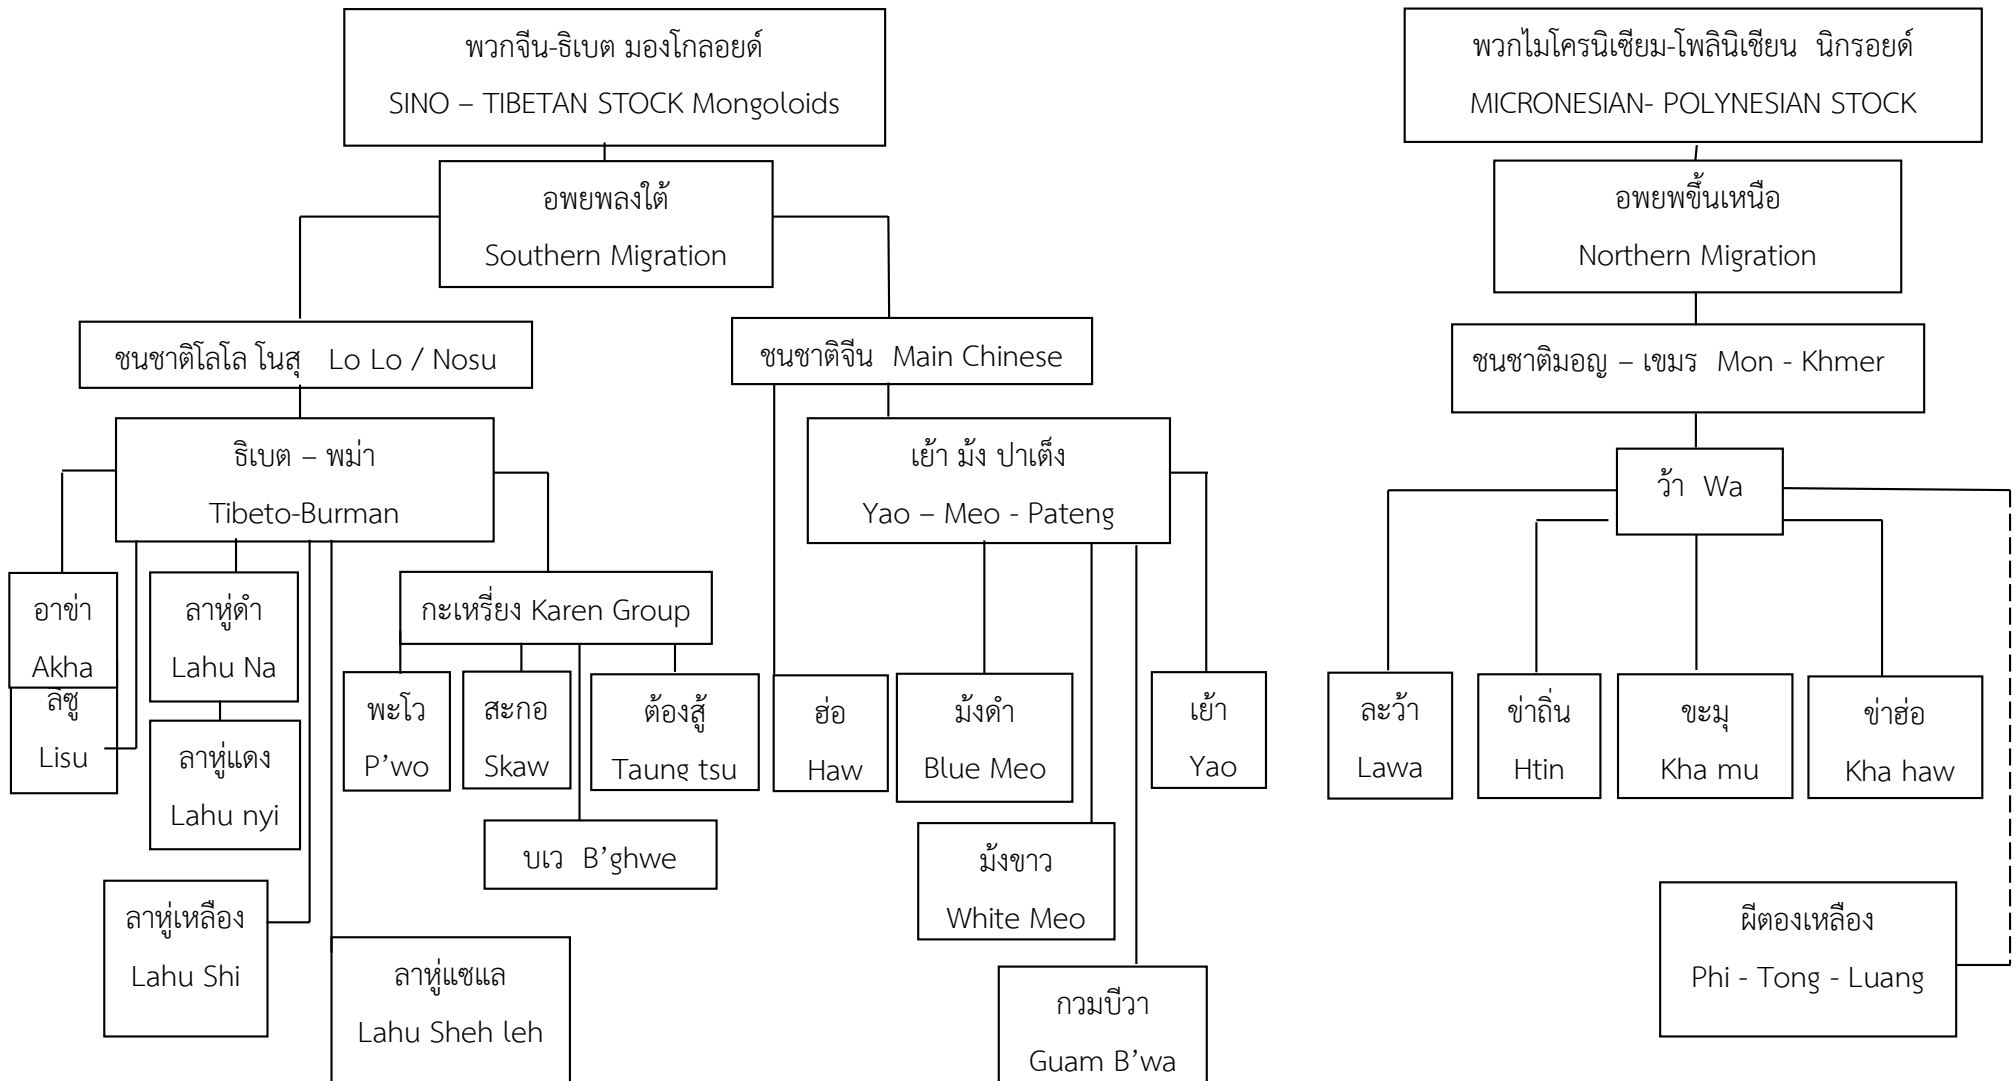 พวกจีน-ธิเบต มองโกลอยด์
SINO – TIBETAN STOCK Mongoloids
พวกไมโครนิเซียม-โพลินิเชียน นิกรอยด์
MICRONESIAN- POLYNESIAN STOCK
อพยพลงใต้
Southern Migration
อพยพขึ้นเหนือ
Northern Migration
ชนชาติโลโล โนสุ Lo Lo / Nosu
ชนชาติจีน Main Chinese
ชนชาติมอญ – เขมร Mon - Khmer
ธิเบต – พม่า
Tibeto-Burman
เย้า ม้ง ปาเต็ง
Yao – Meo - Pateng
ว้า Wa
อาข่า
Akha
ลีซู
Lisu
ลาหู่ดำ
Lahu Na
ลาหู่แดง
Lahu nyi
กะเหรี่ยง Karen Group
พะโว
P’wo
สะกอ
Skaw
ต้องสู้
Taung tsu
ฮ่อ
Haw
ม้งดำ
Blue Meo
เย้า
Yao
ละว้า
Lawa
ข่าถิ่น
Htin
ขะมุ
Kha mu
ข่าฮ่อ
Kha haw
บเว B’ghwe
ม้งขาว
White Meo
ลาหู่เหลือง
Lahu Shi
ลาหู่แซแล
Lahu Sheh leh
กวมบีวา
Guam B’wa
ผีตองเหลือง
Phi - Tong - Luang